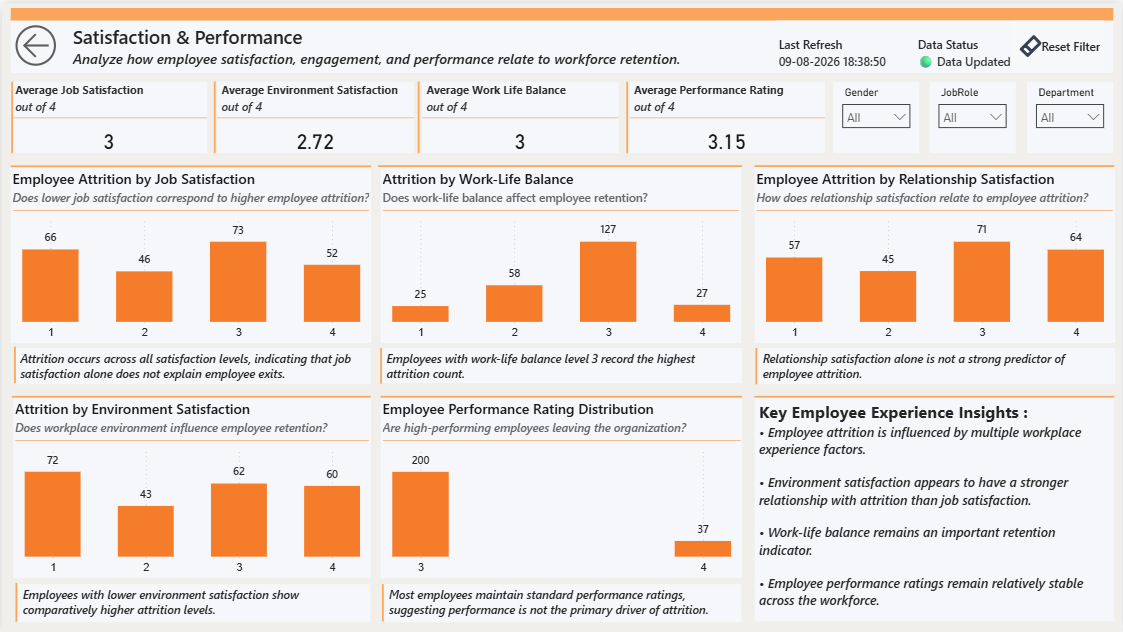 Satisfaction & Performance
Analyze how employee satisfaction, engagement, and performance relate to workforce retention.
Last Refresh
09-08-2026 18:38:50
Data Status
Data Updated
Reset Filter
Average Job Satisfaction
out of 4
3
Average Environment Satisfaction
out of 4
2.72
Average Work Life Balance
out of 4
3
Average Performance Rating
out of 4
3.15
Gender
All
JobRole
All
Department
All
Employee Attrition by Job Satisfaction
Does lower job satisfaction correspond to higher employee attrition?
66
46
73
52
1
2
3
4
Attrition occurs across all satisfaction levels, indicating that job
satisfaction alone does not explain employee exits.
Attrition by Work-Life Balance
Does work-life balance affect employee retention?
25
58
127
27
1
2
3
4
Employees with work-life balance level 3 record the highest
attrition count.
Employee Attrition by Relationship Satisfaction
How does relationship satisfaction relate to employee attrition?
57
45
71
64
1
2
3
4
Relationship satisfaction alone is not a strong predictor of
employee attrition.
Attrition by Environment Satisfaction
Does workplace environment influence employee retention?
72
43
62
60
1
2
3
4
Employees with lower environment satisfaction show
comparatively higher attrition levels.
Employee Performance Rating Distribution
Are high-performing employees leaving the organization?
200
37
3
4
Most employees maintain standard performance ratings,
suggesting performance is not the primary driver of attrition.
Key Employee Experience Insights :
• Employee attrition is influenced by multiple workplace
experience factors.
• Environment satisfaction appears to have a stronger
relationship with attrition than job satisfaction.
• Work-life balance remains an important retention
indicator.
• Employee performance ratings remain relatively stable
across the workforce.